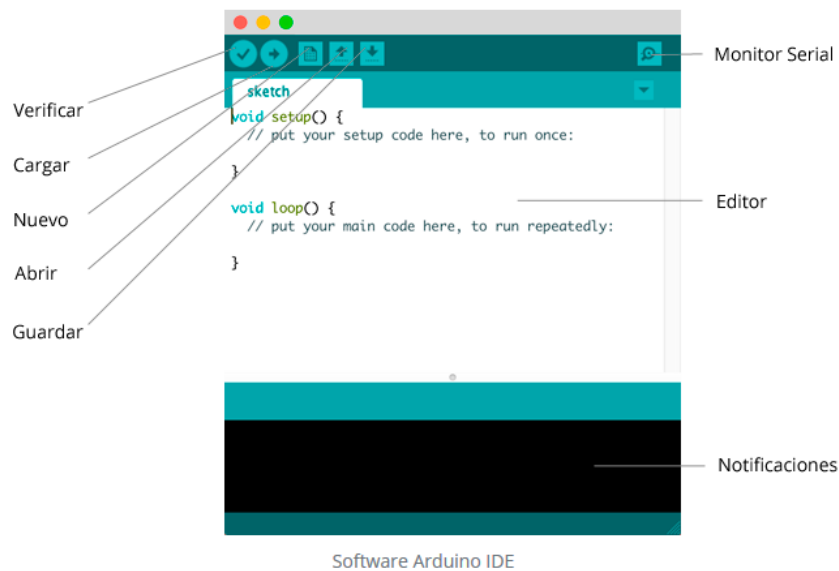 Monitor Serial
Verificar
Cargar
Nuevo
Abrir
Guardar
sketch
void setup() {
// put your setup code here, to run once:
}
void loop() {
// put your main code here, to run repeatedly:
}
Editor
Notificaciones
Software Arduino IDE